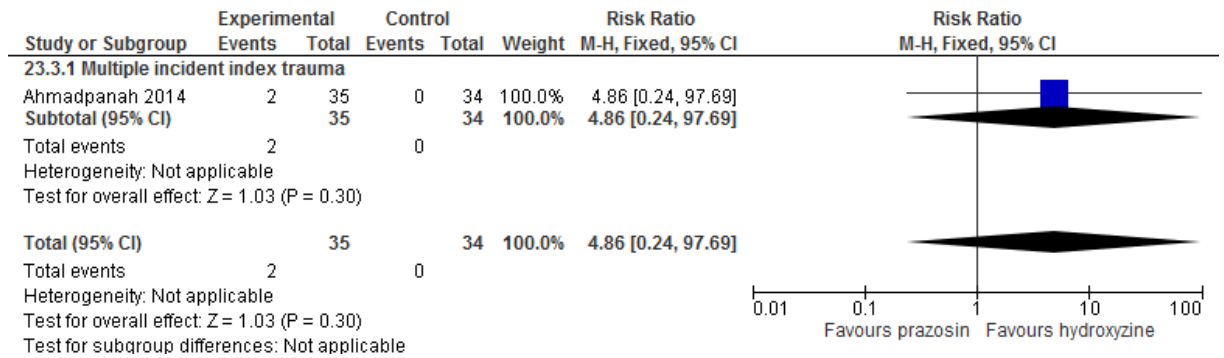 Experimental Control Risk Ratio Risk Ratio
Study or Subgroup Events Total Events Total Weight M-H, Fixed, 95% CI M-H, Fixed, 95% CI
23.3.1 Multiple incident index trauma
Ahmadpanah 2014 2 35 0 34 100.0% 4.86 [0.24, 97.69]
Subtotal (95% CI) 35 34 100.0% 4.86 [0.24, 97.69]
Total events 2 0
Heterogeneity: Not applicable
Test for overall effect: Z = 1.03 (P = 0.30)
Total (95% CI) 35 34 100.0% 4.86 [0.24, 97.69]
Total events 2 0
Heterogeneity: Not applicable
Test for overall effect: Z = 1.03 (P = 0.30)
Test for subgroup differences: Not applicable
0.01 0.1 1 10 100
Favours prazosin Favours hydroxyzine